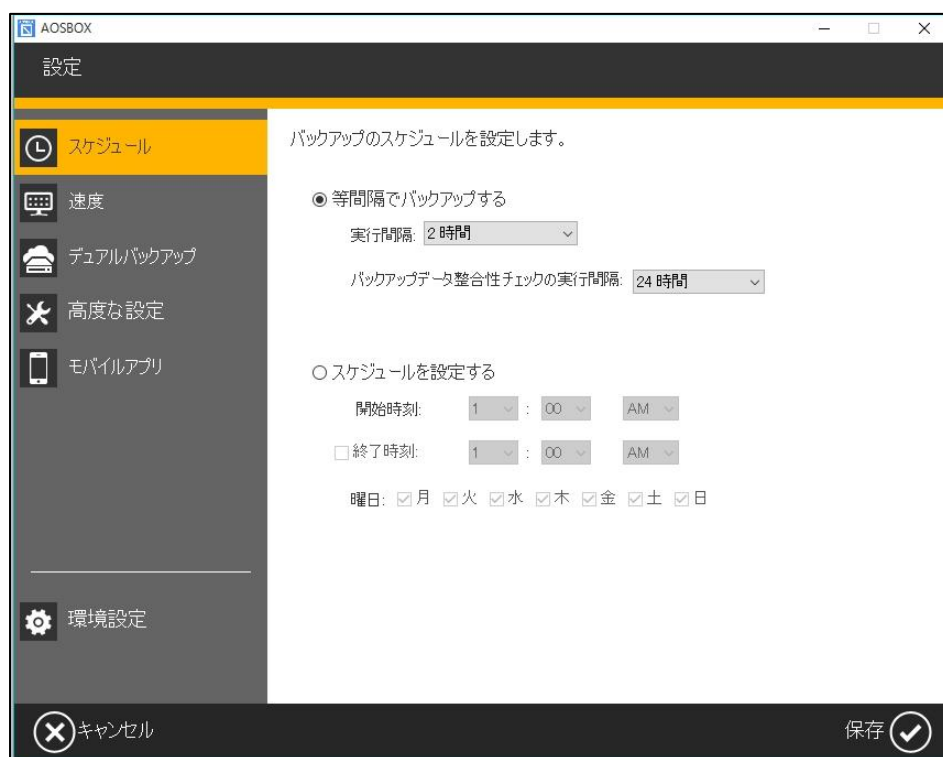 AOSBOX
設定
スケジュール
速度
デュアルバックアップ
高度な設定
モバイルアプリ
環境設定
バックアップのスケジュールを設定します。
等間隔でバックアップする
実行間隔: 2 時間
バックアップデータ整合性チェックの実行間隔: 24 時間
スケジュールを設定する
開始時刻: 1 : 00 AM
終了時刻: 1 : 00 AM
曜日: 月 火 水 木 金 土 日
キャンセル
保存